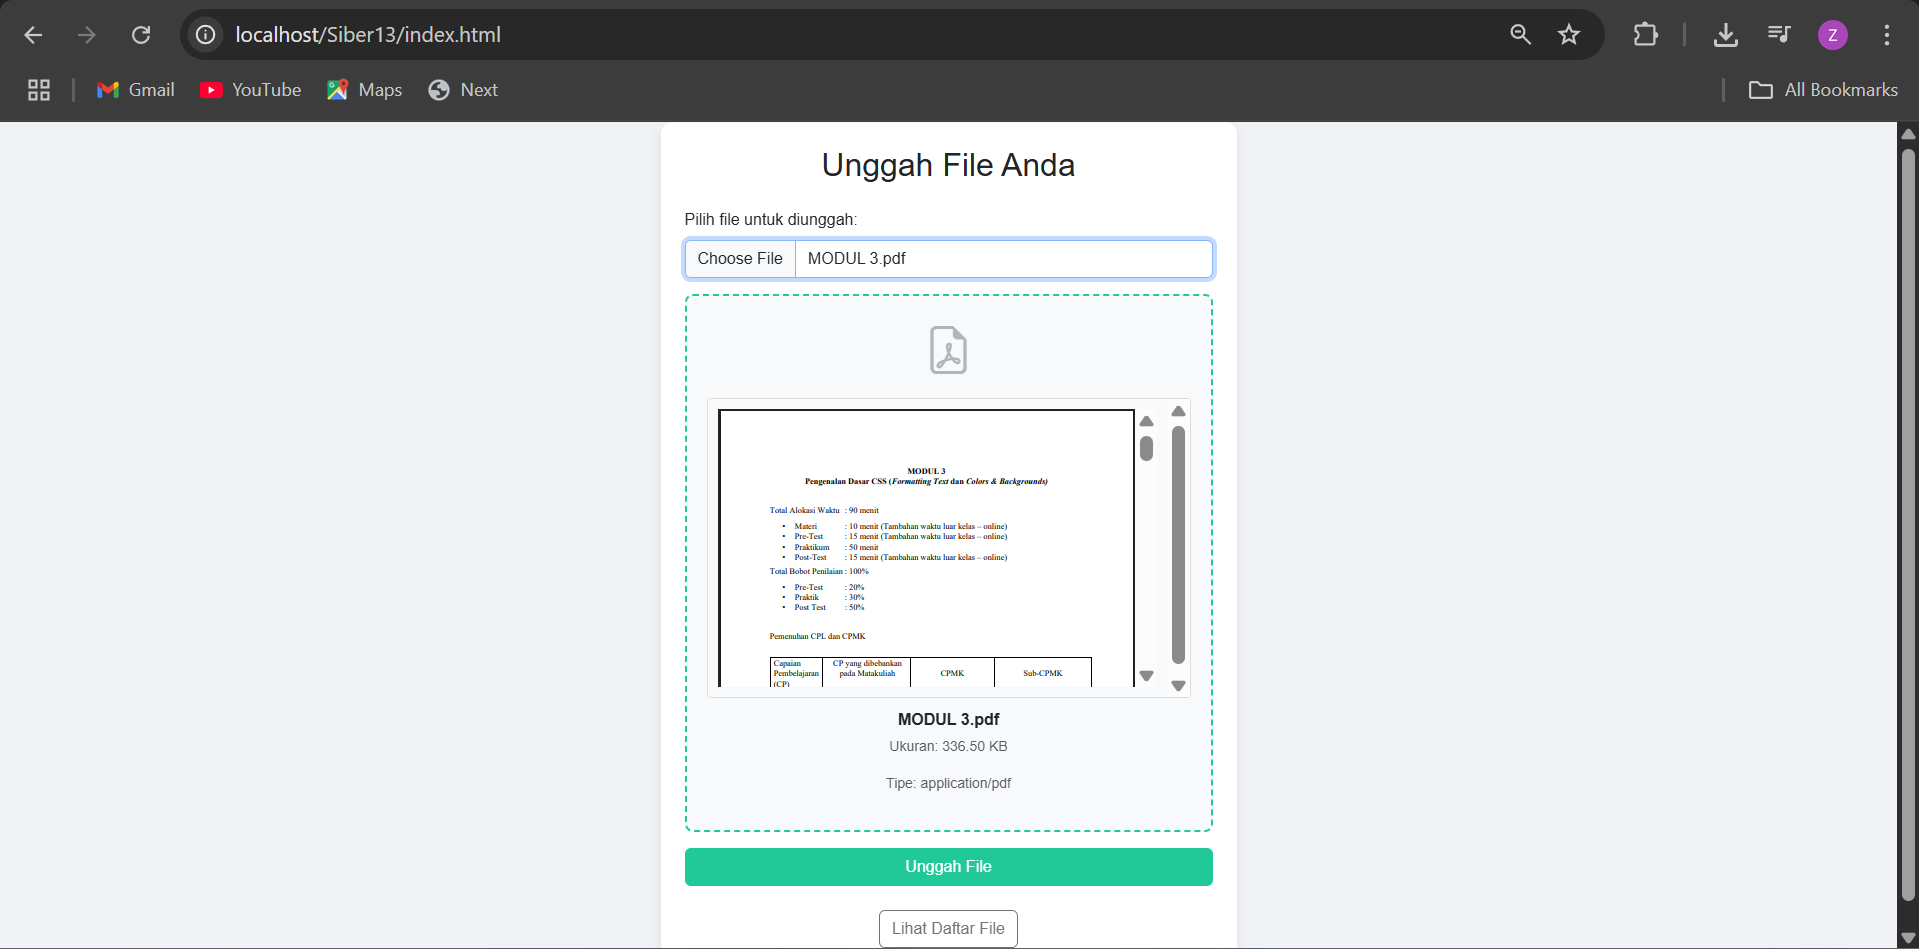 localhost/Siber13/index.html
Z
Gmail
YouTube
Maps
Next
All Bookmarks
Unggah File Anda
Pilih file untuk diunggah:
Choose File
MODUL 3.pdf
MODUL 3
Pengenalan Dasar CSS (Formatting Text dan Colors & Backgrounds)
Total Alokasi Waktu : 90 menit
• Materi : 10 menit (Tambahan waktu luar kelas – online)
• Pre-Test : 15 menit (Tambahan waktu luar kelas – online)
• Praktikum : 50 menit
• Post-Test : 15 menit (Tambahan waktu luar kelas – online)
Total Bobot Penilaian : 100%
• Pre-Test : 20%
• Praktik : 30%
• Post Test : 50%
Pemenuhan CPL dan CPMK
Capaian
Pembelajaran
(CP)
CP yang dibebankan
pada Matakuliah
CPMK
Sub-CPMK
MODUL 3.pdf
Ukuran: 336.50 KB
Tipe: application/pdf
Unggah File
Lihat Daftar File